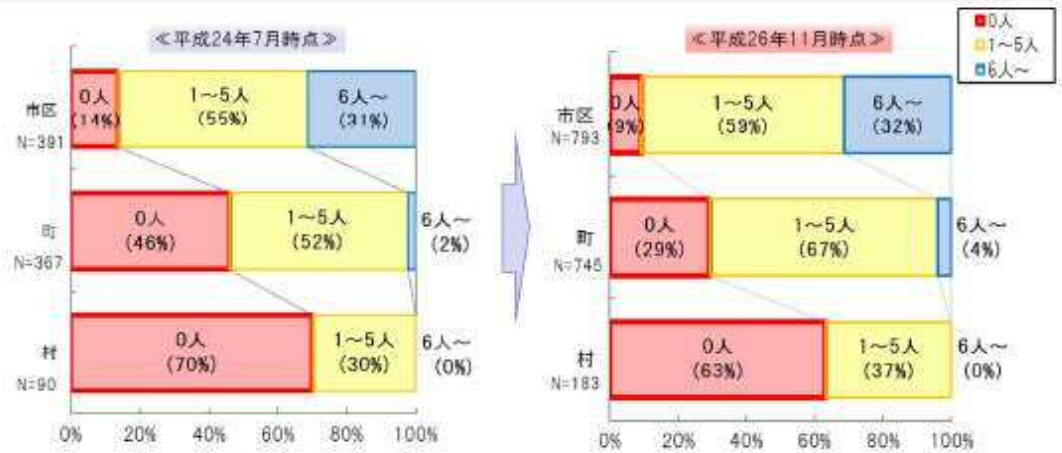 ≪平成24年7月時点≫
市区
N=391
0人
(14%)
1～5人
(55%)
6人～
(31%)
町
N=367
0人
(46%)
1～5人
(52%)
6人～
(2%)
村
N=90
0人
(70%)
1～5人
(30%)
6人～
(0%)
0% 20% 40% 60% 80% 100%
≪平成26年11月時点≫
0人
1～5人
6人～
市区
N=793
0人
(9%)
1～5人
(59%)
6人～
(32%)
町
N=745
0人
(29%)
1～5人
(67%)
6人～
(4%)
村
N=183
0人
(63%)
1～5人
(37%)
6人～
(0%)
0% 20% 40% 60% 80% 100%